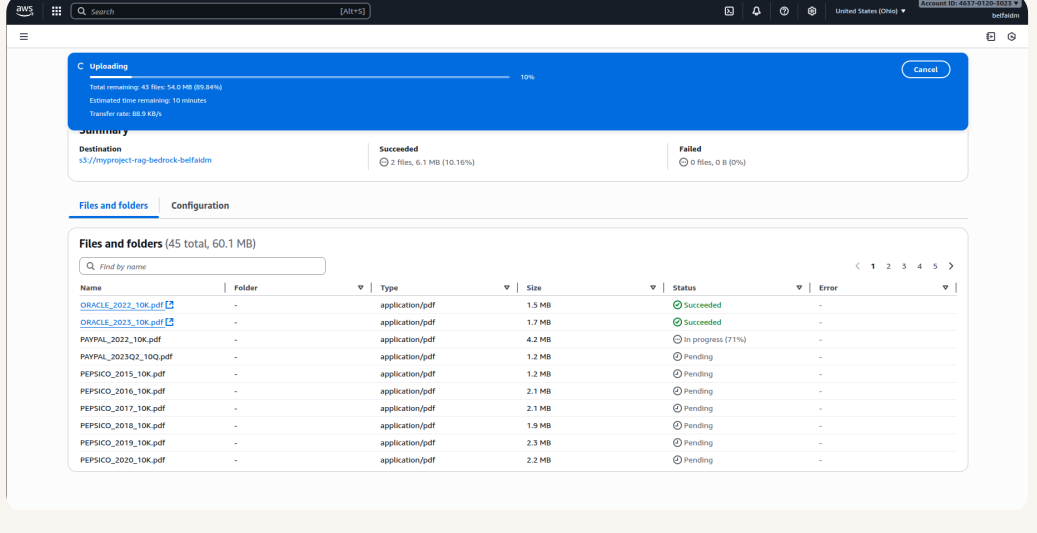 aws
Search [Alt+S] United States (Ohio) Account ID: 4637-0120-3023
belfaidm
Uploading
10%
Cancel
Total remaining: 43 files: 54.0 MB (89.84%)
Estimated time remaining: 10 minutes
Transfer rate: 88.9 KB/s
Summary
Destination Succeeded Failed
s3://myproject-rag-bedrock-belfaidm 2 files, 6.1 MB (10.16%) 0 files, 0 B (0%)
Files and folders Configuration
Files and folders (45 total, 60.1 MB)
Find by name < 1 2 3 4 5 >
Name Folder Type Size Status Error
ORACLE_2022_10K.pdf - application/pdf 1.5 MB Succeeded -
ORACLE_2023_10K.pdf - application/pdf 1.7 MB Succeeded -
PAYPAL_2022_10K.pdf - application/pdf 4.2 MB In progress (71%) -
PAYPAL_2023Q2_10Q.pdf - application/pdf 1.2 MB Pending -
PEPSICO_2015_10K.pdf - application/pdf 1.2 MB Pending -
PEPSICO_2016_10K.pdf - application/pdf 2.1 MB Pending -
PEPSICO_2017_10K.pdf - application/pdf 2.1 MB Pending -
PEPSICO_2018_10K.pdf - application/pdf 1.9 MB Pending -
PEPSICO_2019_10K.pdf - application/pdf 2.3 MB Pending -
PEPSICO_2020_10K.pdf - application/pdf 2.2 MB Pending -